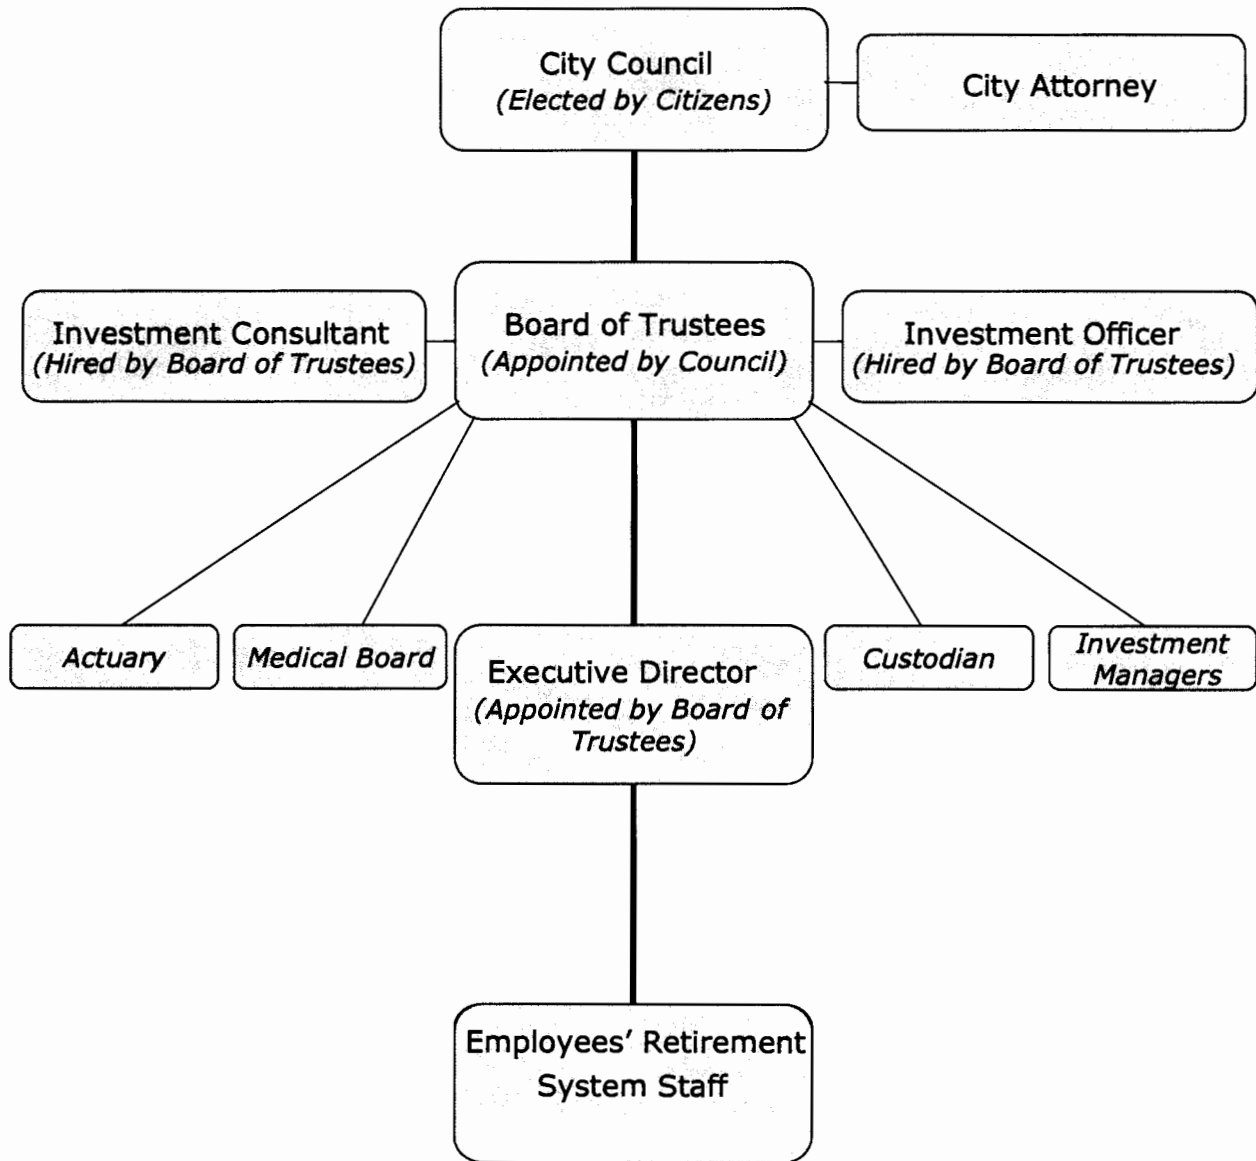 City Council
(Elected by Citizens)
City Attorney
Investment Consultant
(Hired by Board of Trustees)
Board of Trustees
(Appointed by Council)
Investment Officer
(Hired by Board of Trustees)
Actuary
Medical Board
Executive Director
(Appointed by Board of
Trustees)
Custodian
Investment
Managers
Employees' Retirement
System Staff